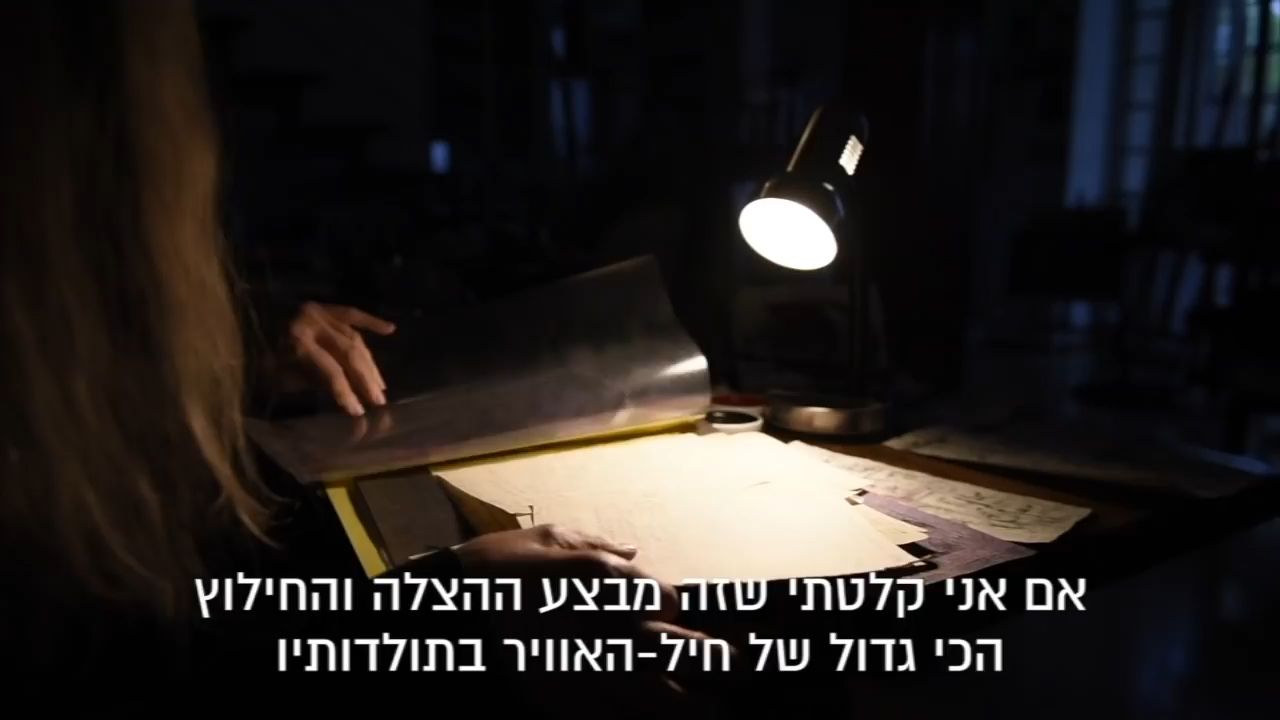 אם אני קלטתי שזה מבצע ההצלה והחילוץ
הכי גדול של חיל-האוויר בתולדותיו